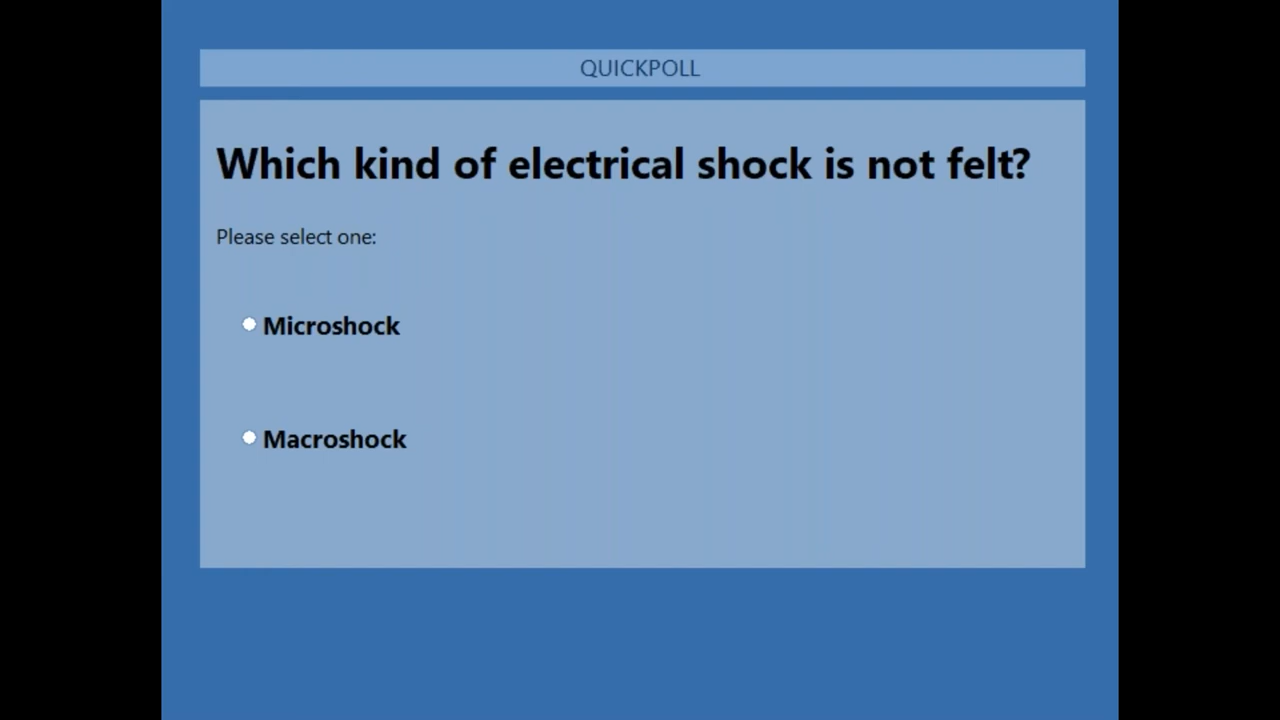 QUICKPOLL
Which kind of electrical shock is not felt?
Please select one:
Microshock
Macroshock